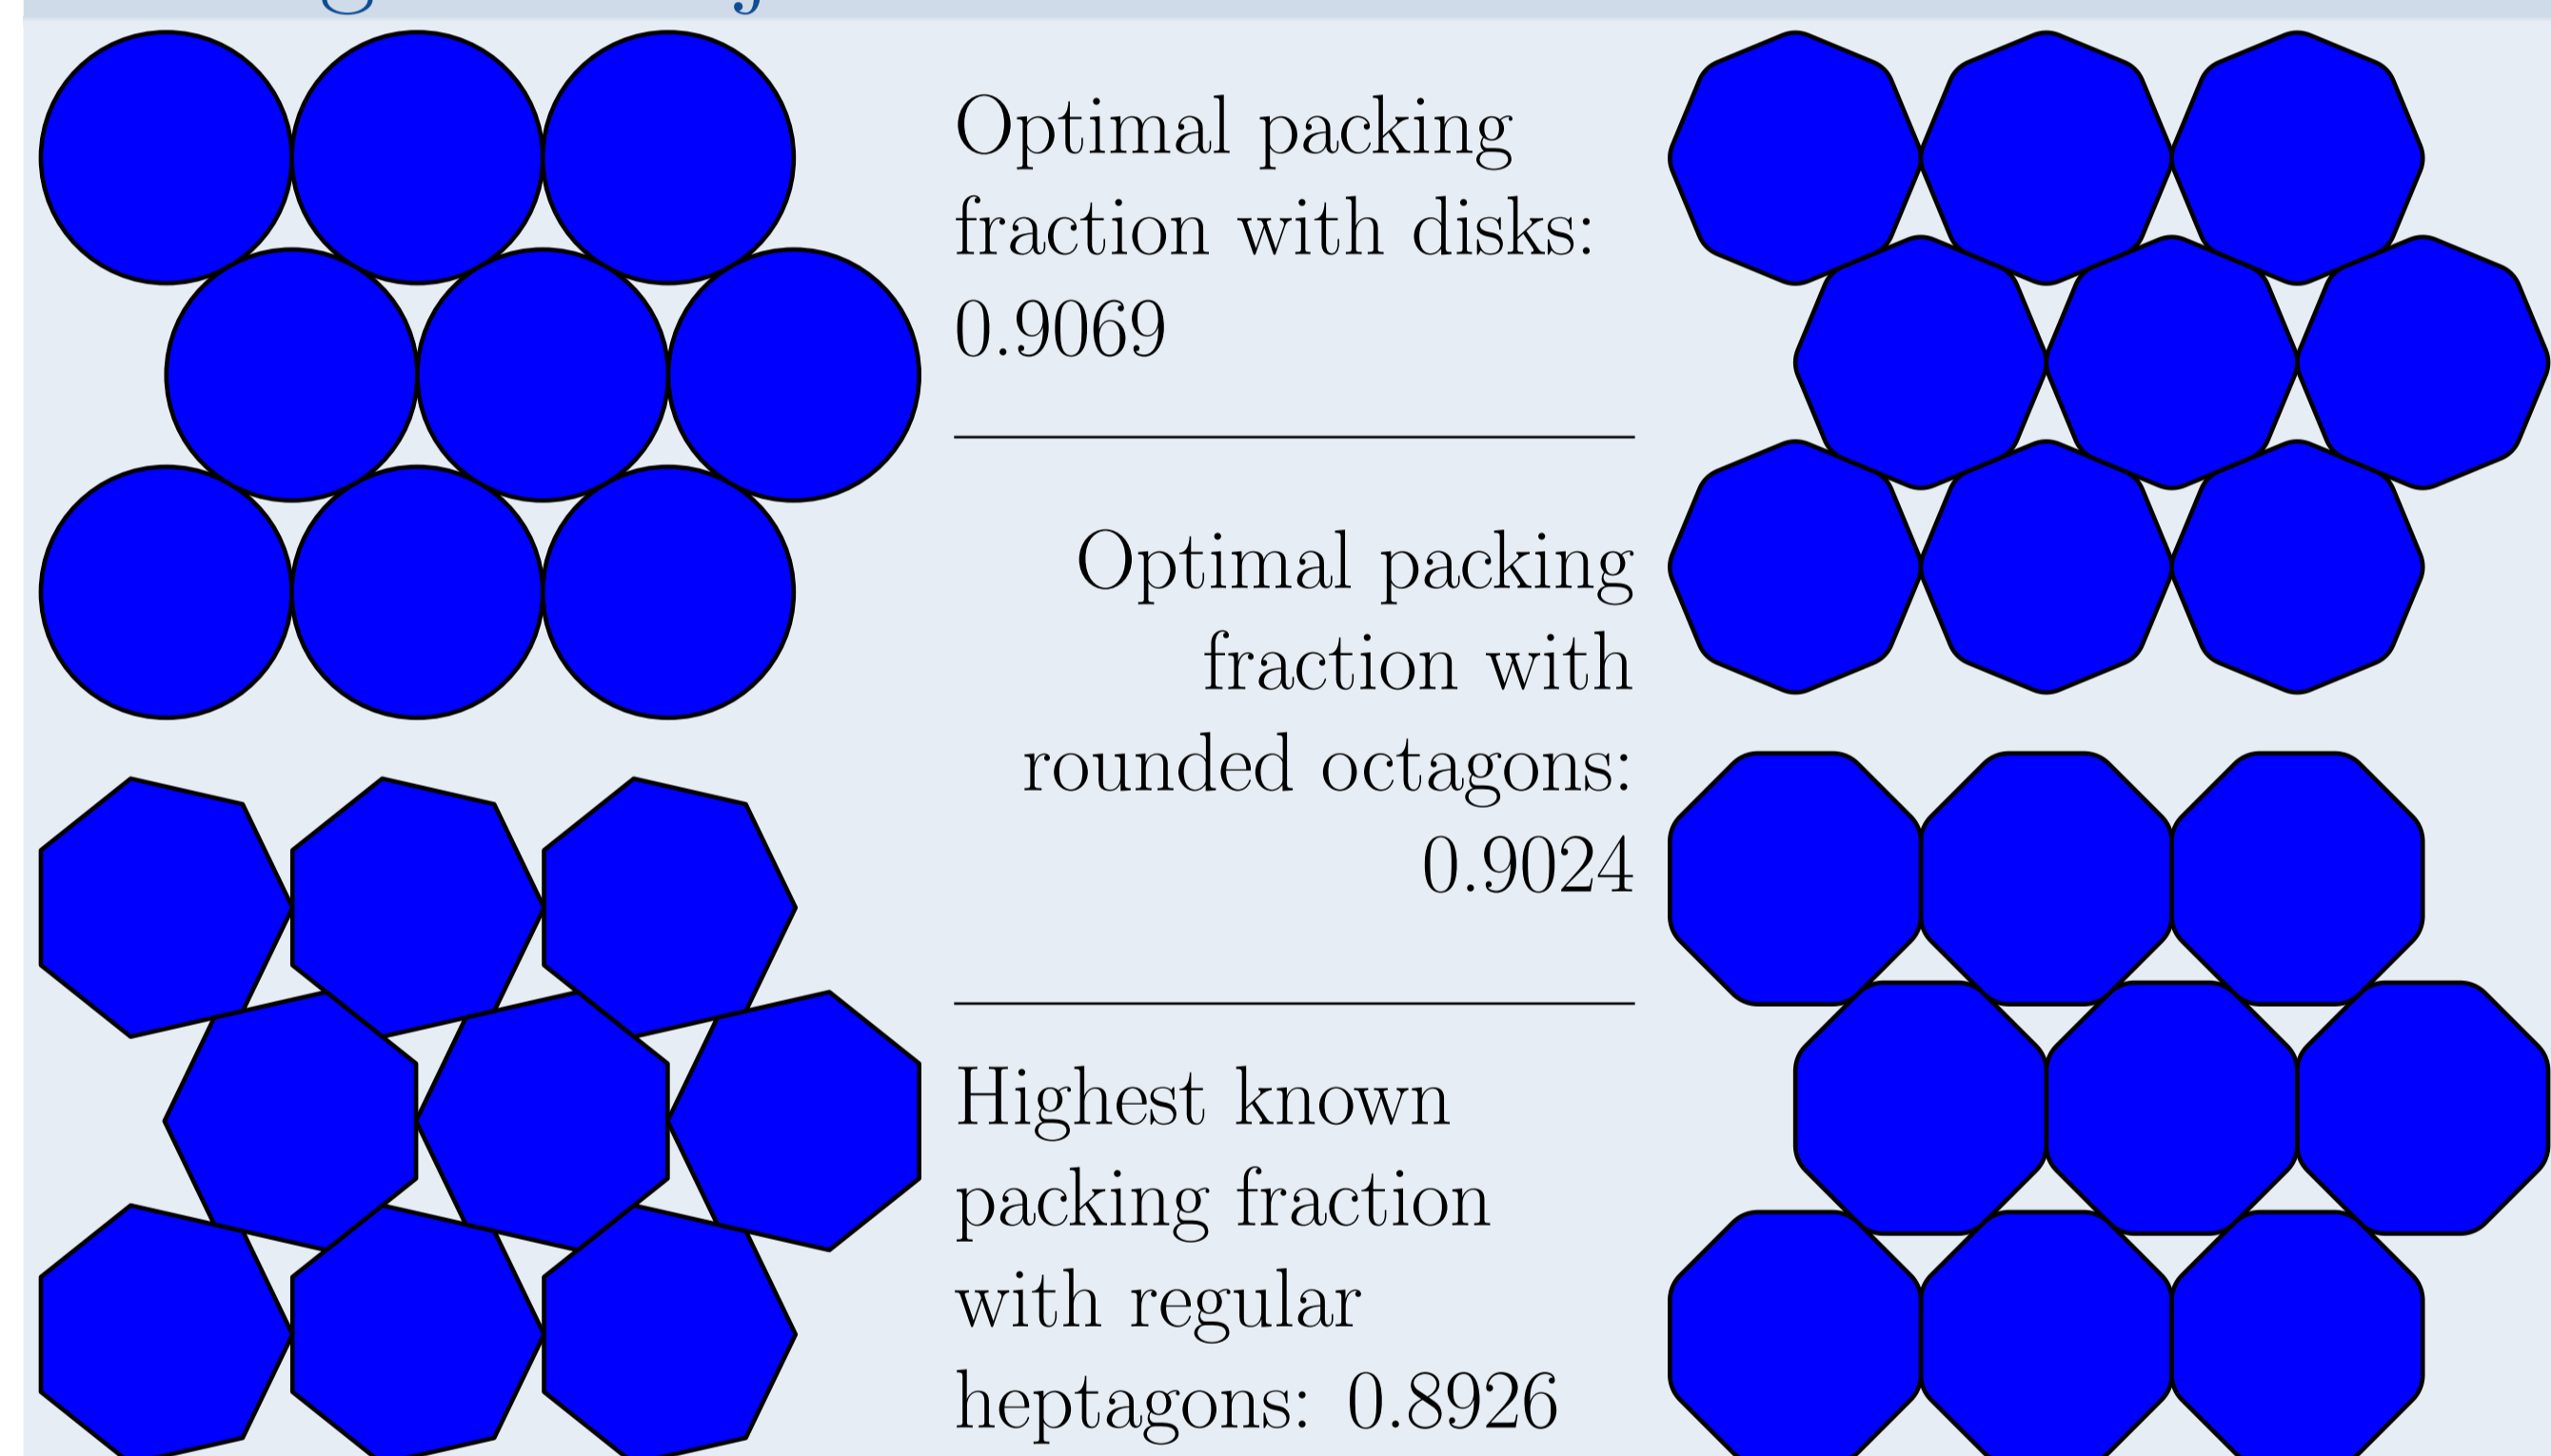 Optimal packing
fraction with disks:
0.9069
Optimal packing
fraction with
rounded octagons:
0.9024
Highest known
packing fraction
with regular
heptagons: 0.8926